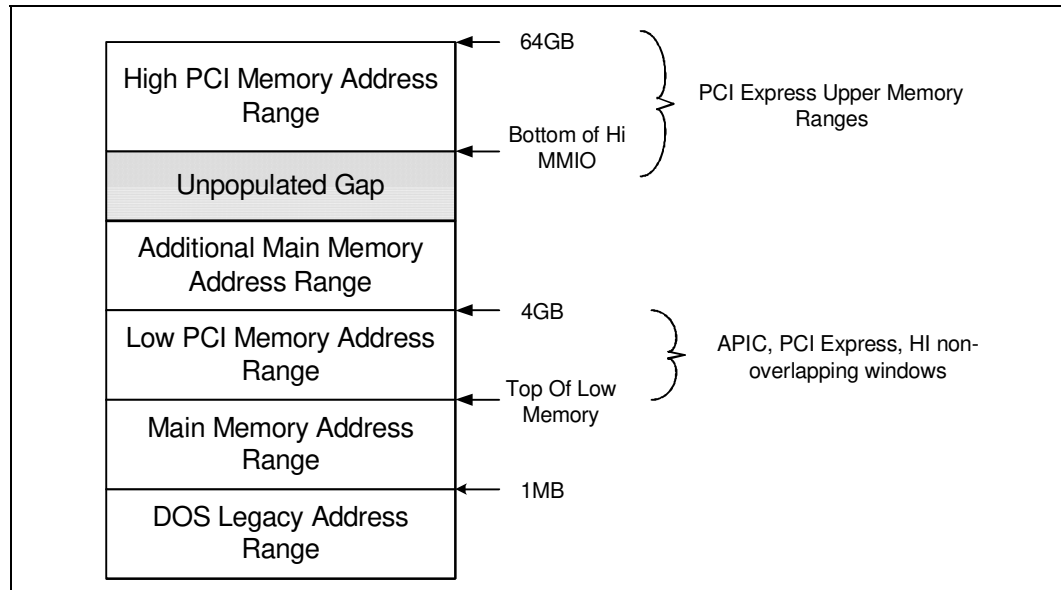 High PCI Memory Address
Range
Unpopulated Gap
Additional Main Memory
Address Range
Low PCI Memory Address
Range
Main Memory Address
Range
DOS Legacy Address
Range
64GB
Bottom of Hi
MMIO
4GB
Top Of Low
Memory
1MB
PCI Express Upper Memory
Ranges
APIC, PCI Express, HI non-
overlapping windows